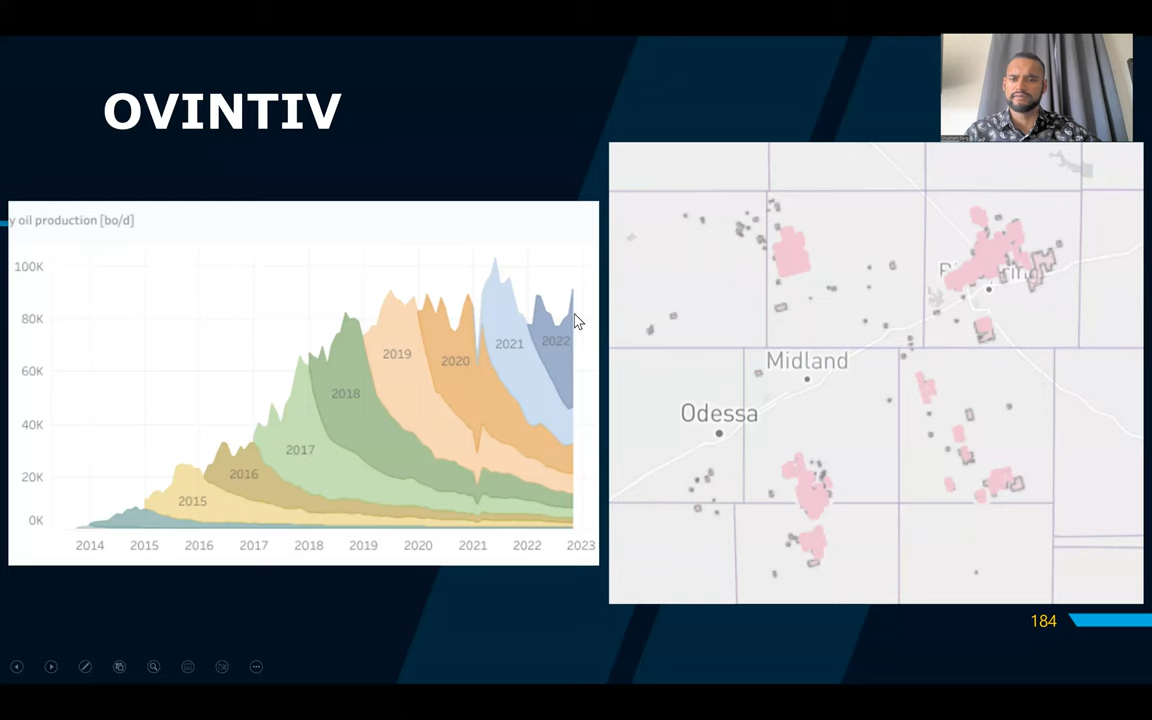 OVINTIV
y oil production [bo/d]
100K
80K
60K
40K
20K
0K
2015
2016
2017
2018
2019
2020
2021
2022
2014 2015 2016 2017 2018 2019 2020 2021 2022 2023
Midland
Odessa
184